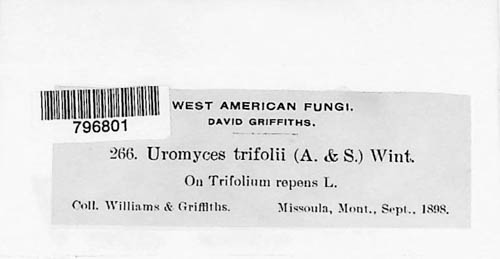 WEST AMERICAN FUNGI.
DAVID GRIFFITHS.
796801
266. Uromyces trifolii (A. & S.) Wint.
On Trifolium repens L.
Coll. Williams & Griffiths. Missoula, Mont., Sept., 1898.